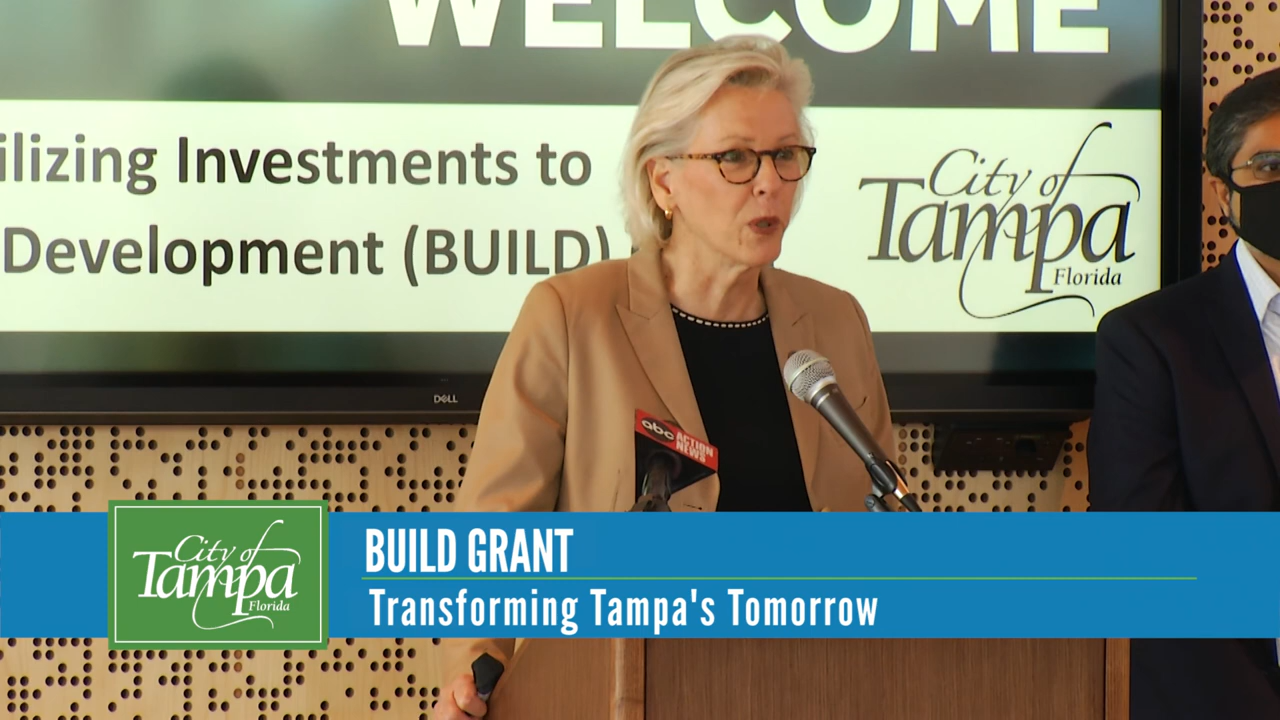 WELCOME
ilizing Investments to
Development (BUILD)
City of
Tampa
Florida
DELL
abc
ACTION
NEWS
City of
Tampa
Florida
BUILD GRANT
Transforming Tampa's Tomorrow